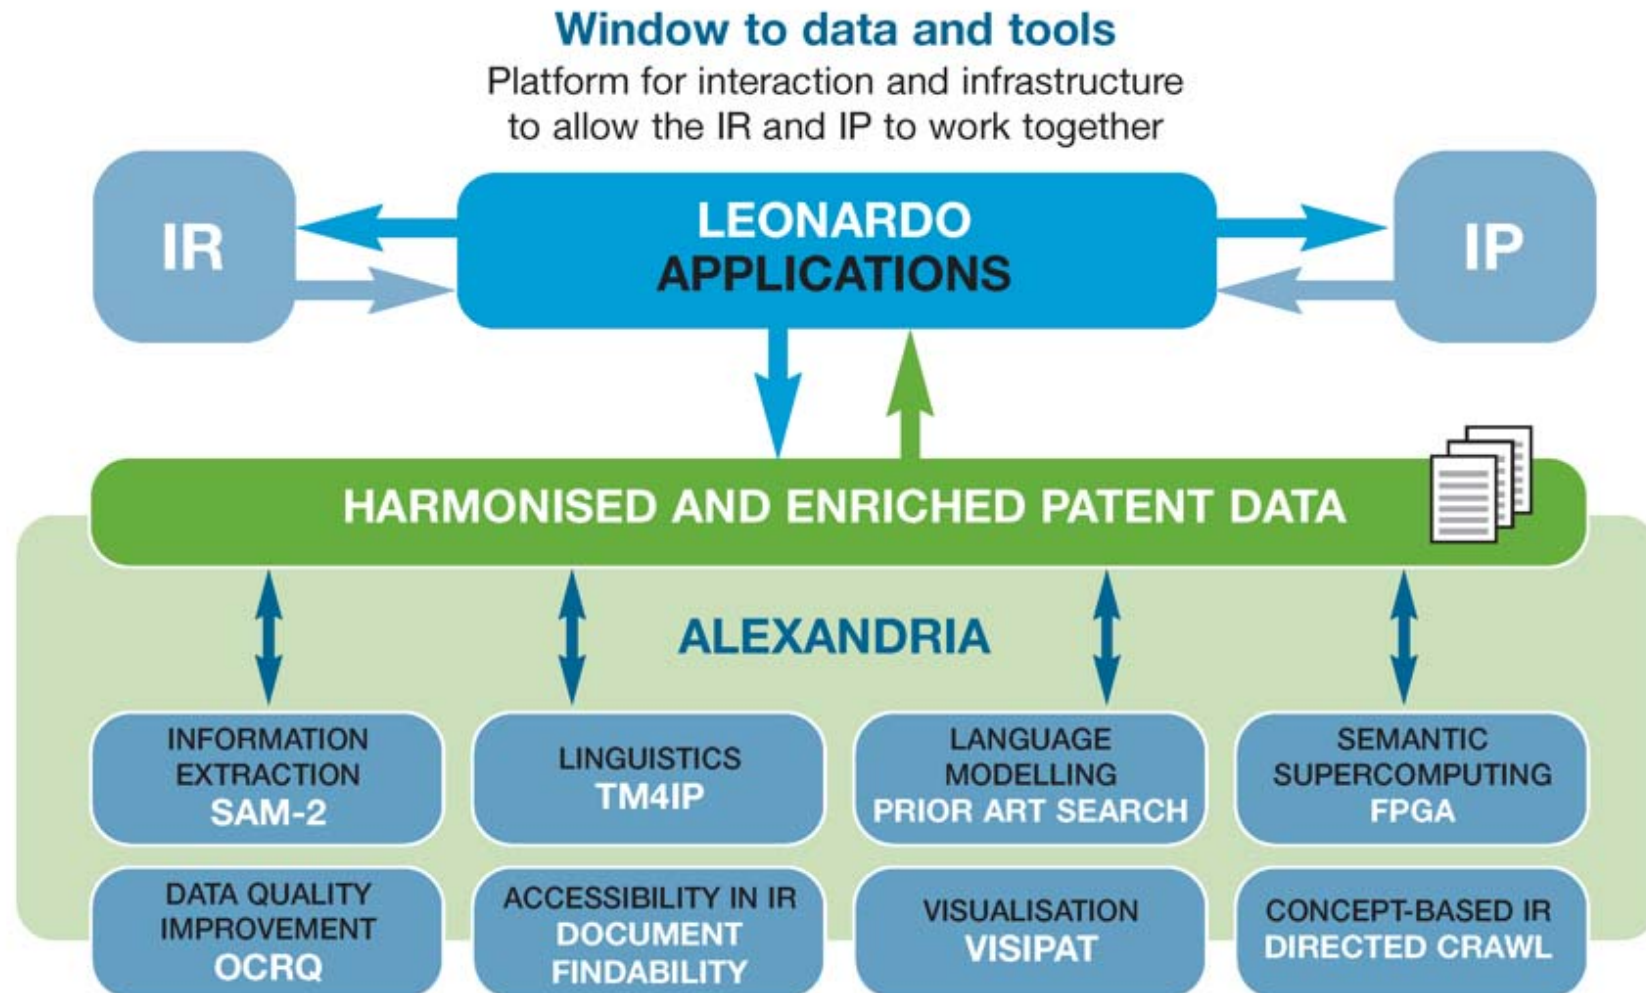 Window to data and tools
Platform for interaction and infrastructure
to allow the IR and IP to work together
IR
LEONARDO
APPLICATIONS
IP
HARMONISED AND ENRICHED PATENT DATA
ALEXANDRIA
INFORMATION
EXTRACTION
SAM-2
LINGUISTICS
TM4IP
LANGUAGE
MODELLING
PRIOR ART SEARCH
SEMANTIC
SUPERCOMPUTING
FPGA
DATA QUALITY
IMPROVEMENT
OCRQ
ACCESSIBILITY IN IR
DOCUMENT
FINDABILITY
VISUALISATION
VISIPAT
CONCEPT-BASED IR
DIRECTED CRAWL